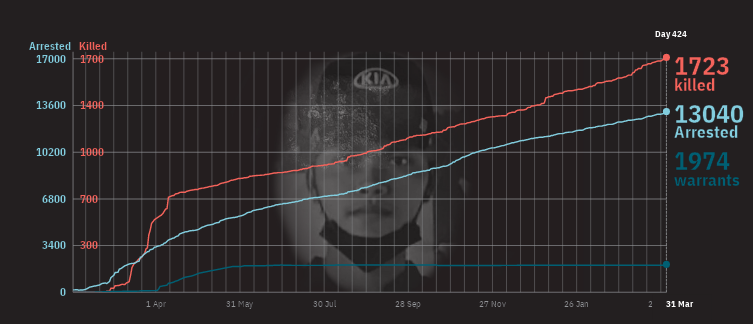 Day 424
Arrested Killed
17000 1700
1723
killed
KIA
13600 1400
13040
Arrested
10200 1000
1974
warrants
6800 700
3400 300
0
1 Apr 31 May 30 Jul 28 Sep 27 Nov 26 Jan 2 31 Mar